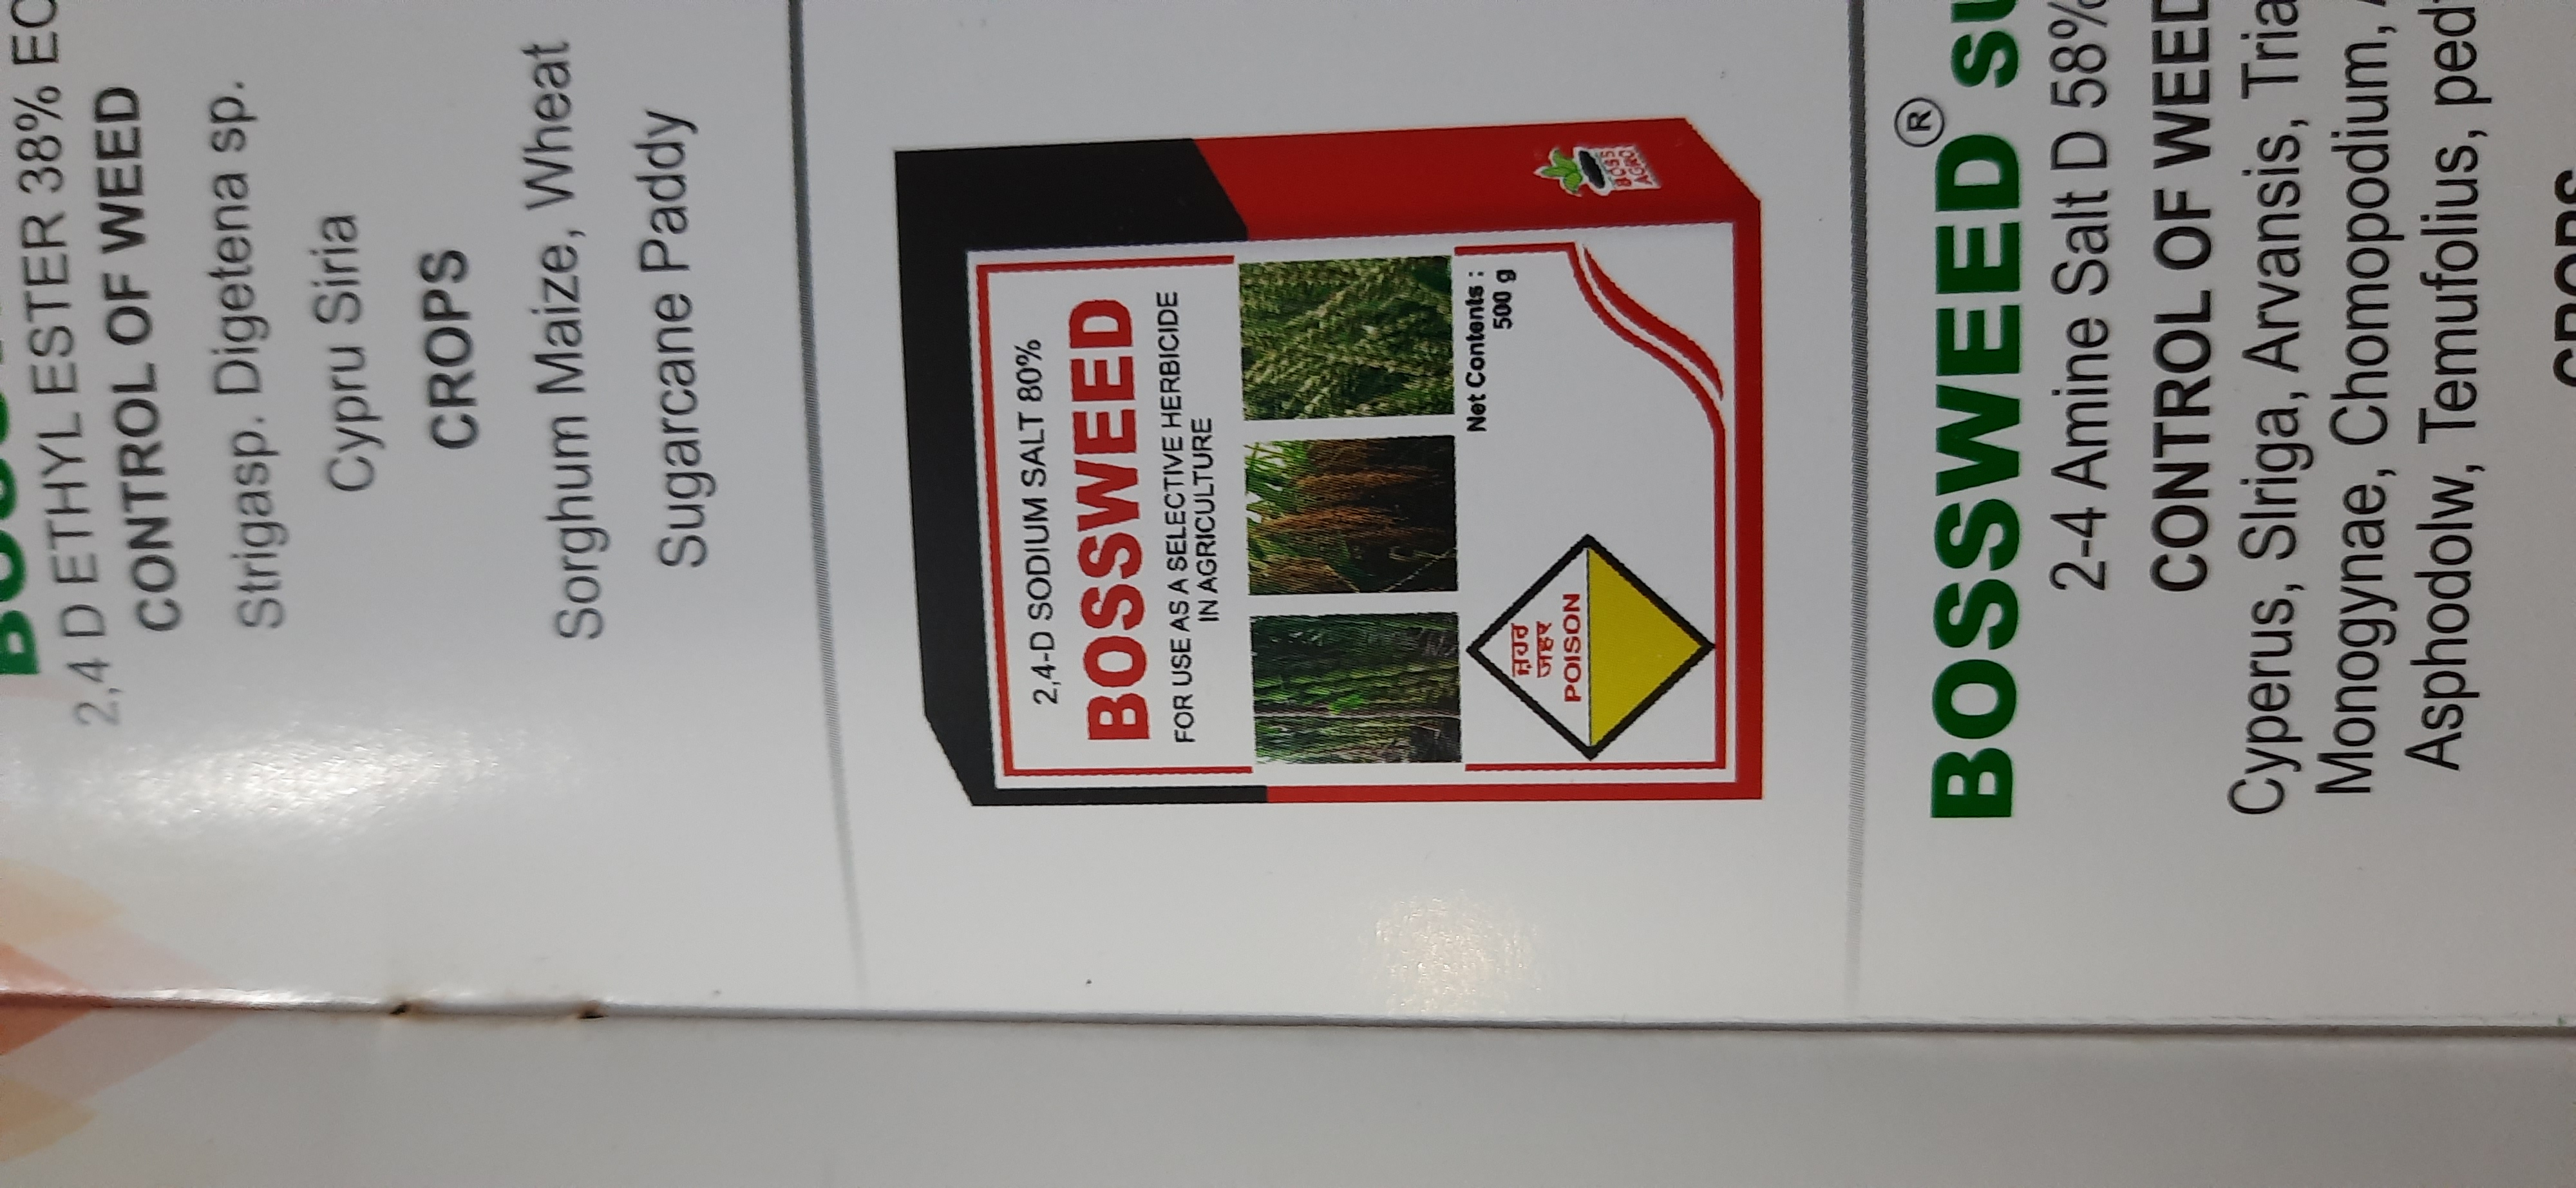 2,4 D ETHYL ESTER 38% EC
CONTROL OF WEED
Strigasp. Digetena sp.
Cypru Siria
CROPS
Sorghum Maize, Wheat
Sugarcane Paddy
2,4-D SODIUM SALT 80%
BOSSWEED
FOR USE AS A SELECTIVE HERBICIDE
IN AGRICULTURE
Net Contents :
500 g
ਜ਼ਹਰ
जहर
POISON
BOSS
AGRO
BOSSWEED®
2-4 Amine Salt D 58%
CONTROL OF WEED
Cyperus, Slriga, Arvansis,
Monogynae, Chomopodium,
Asphodolw, Temufolius,
CROPS